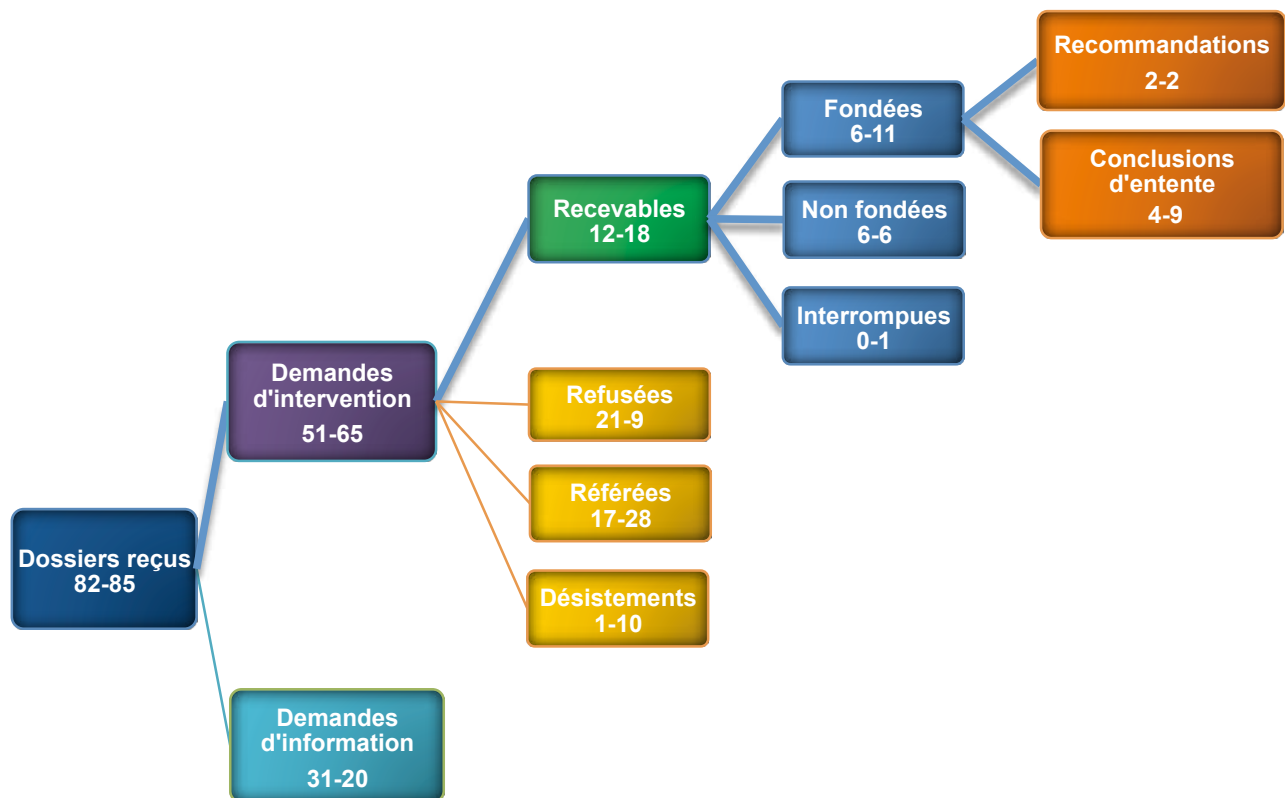 Recommandations
2-2
Fondées
6-11
Conclusions
d'entente
4-9
Recevables
12-18
Non fondées
6-6
Interrompues
0-1
Demandes
d'intervention
51-65
Refusées
21-9
Référées
17-28
Dossiers reçus
82-85
Désistements
1-10
Demandes
d'information
31-20